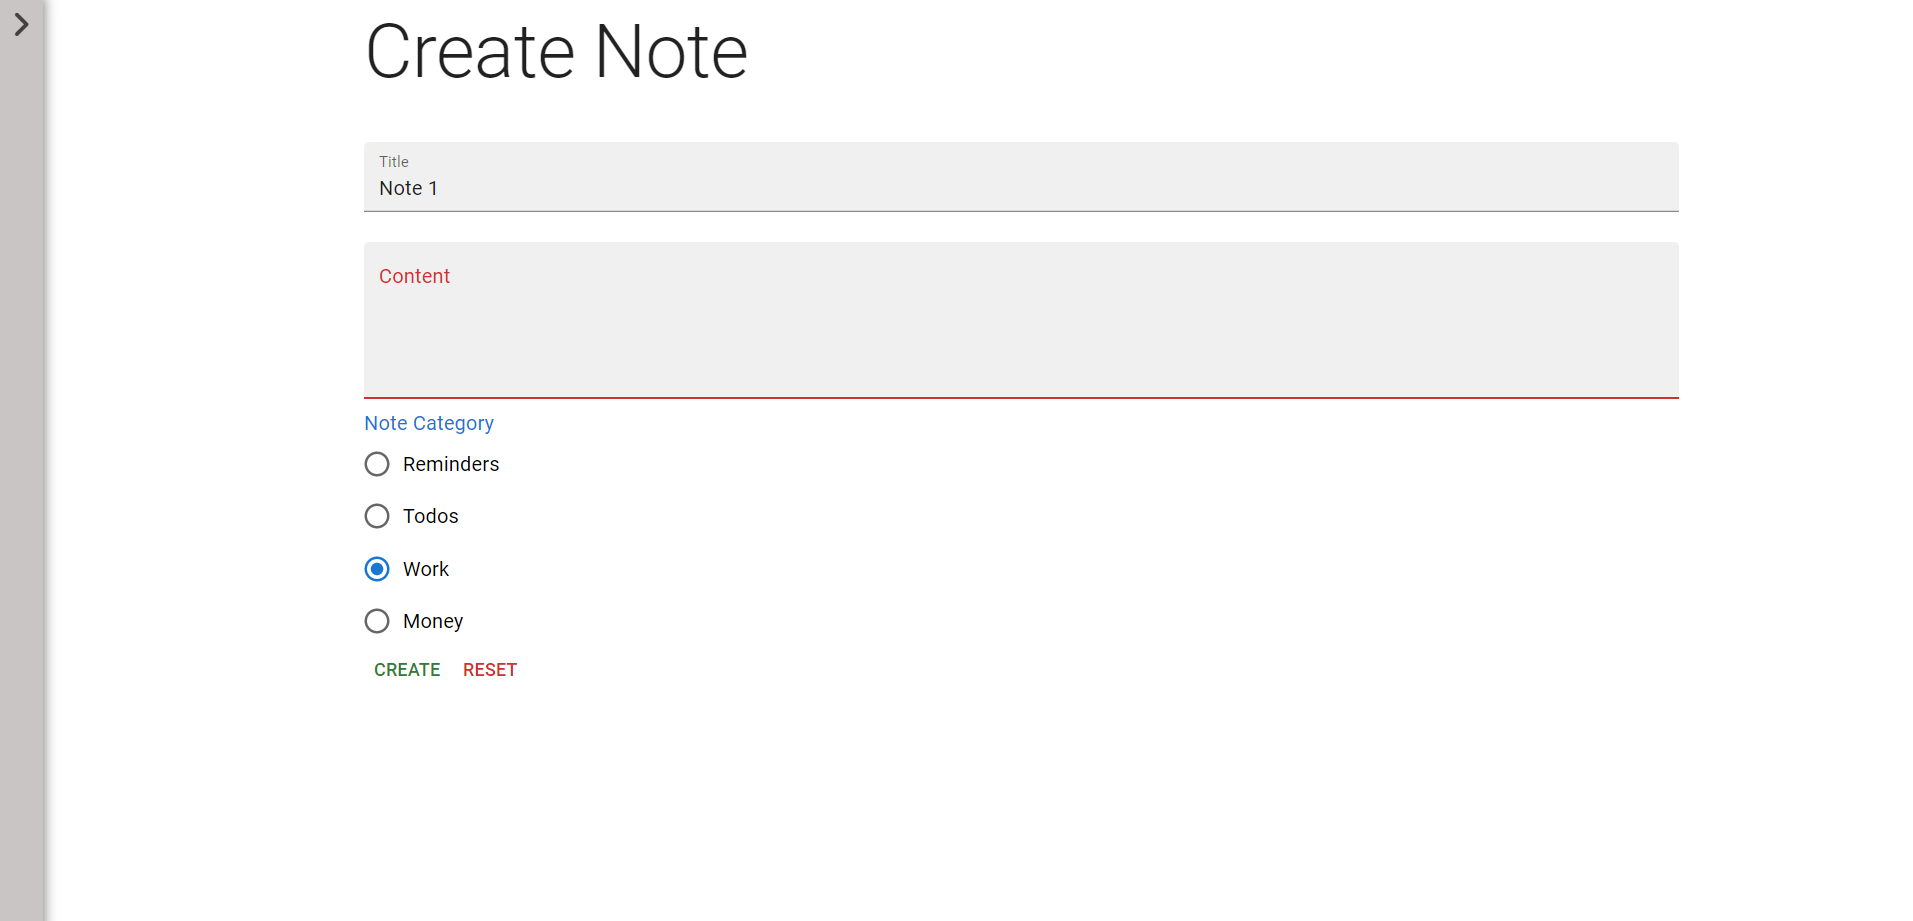 Create Note
Title
Note 1
Content
Note Category
Reminders
Todos
Work
Money
CREATE RESET